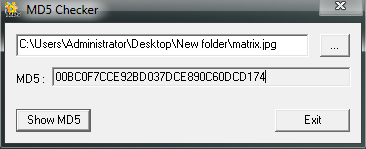 MD5 Checker
C:\Users\Administrator\Desktop\New folder\matrix.jpg
...
MD5 :
00BC0F7CCE92BD037DCE890C60DCD174
Show MD5
Exit